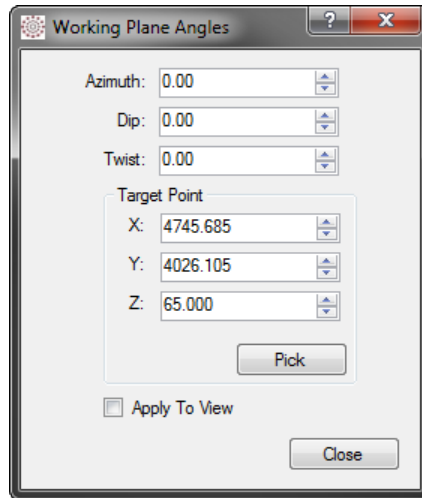 Working Plane Angles
Azimuth: 0.00
Dip: 0.00
Twist: 0.00
Target Point
X: 4745.685
Y: 4026.105
Z: 65.000
Pick
Apply To View
Close